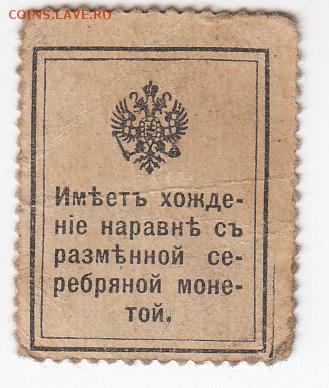 COINS.LAVE.RU
Имѣетъ хожде-
ніе наравнѣ съ
размѣнной се-
ребряной моне-
той.